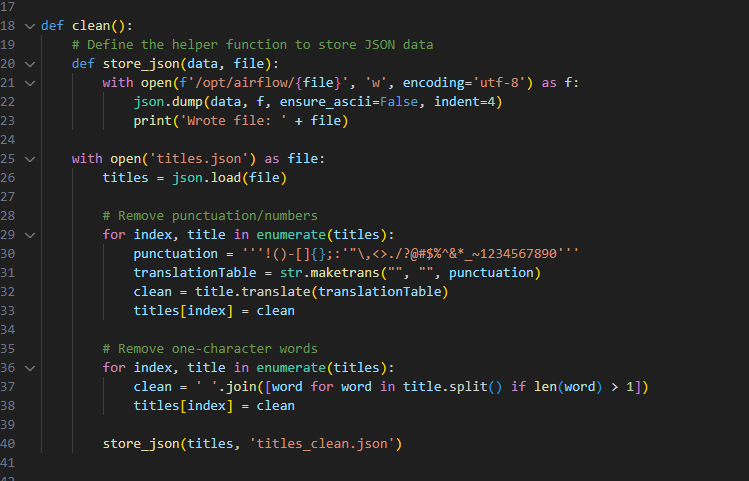 17
18 def clean():
19     # Define the helper function to store JSON data
20     def store_json(data, file):
21         with open(f'/opt/airflow/{file}', 'w', encoding='utf-8') as f:
22             json.dump(data, f, ensure_ascii=False, indent=4)
23             print('Wrote file: ' + file)
24
25     with open('titles.json') as file:
26         titles = json.load(file)
27
28         # Remove punctuation/numbers
29         for index, title in enumerate(titles):
30             punctuation = '''!()-[]{};:'"\,<>./?@#$%^&*_~1234567890'''
31             translationTable = str.maketrans("", "", punctuation)
32             clean = title.translate(translationTable)
33             titles[index] = clean
34
35         # Remove one-character words
36         for index, title in enumerate(titles):
37             clean = ' '.join([word for word in title.split() if len(word) > 1])
38             titles[index] = clean
39
40         store_json(titles, 'titles_clean.json')
41
42